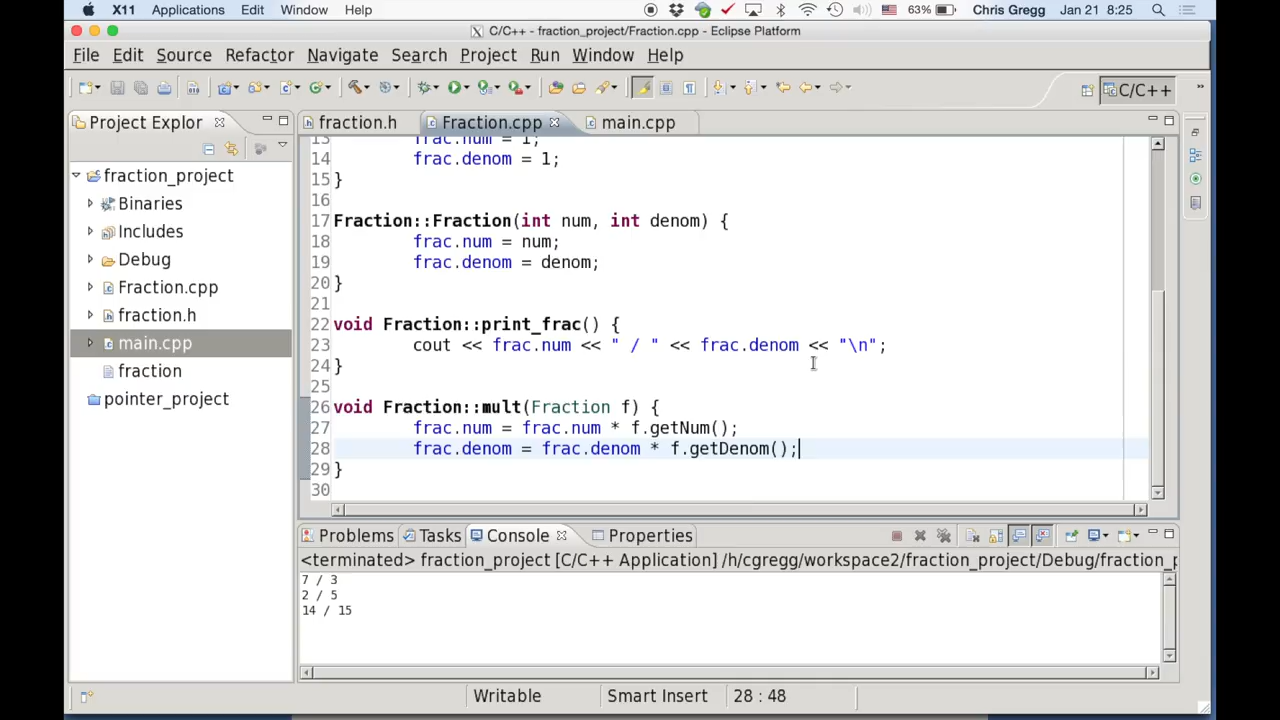 X11 Applications Edit Window Help 63% Chris Gregg Jan 21 8:25
C/C++ - fraction_project/Fraction.cpp - Eclipse Platform
File Edit Source Refactor Navigate Search Project Run Window Help
C/C++
Project Explor
fraction.h Fraction.cpp main.cpp
fraction_project
Binaries
Includes
Debug
Fraction.cpp
fraction.h
main.cpp
fraction
pointer_project
13 frac.num = 1;
14 frac.denom = 1;
15 }
16
17 Fraction::Fraction(int num, int denom) {
18 frac.num = num;
19 frac.denom = denom;
20 }
21
22 void Fraction::print_frac() {
23 cout << frac.num << " / " << frac.denom << "\n";
24 }
25
26 void Fraction::mult(Fraction f) {
27 frac.num = frac.num * f.getNum();
28 frac.denom = frac.denom * f.getDenom();
29 }
30
Problems Tasks Console Properties
<terminated> fraction_project [C/C++ Application] /h/cgregg/workspace2/fraction_project/Debug/fraction_p
7 / 3
2 / 5
14 / 15
Writable Smart Insert 28 : 48